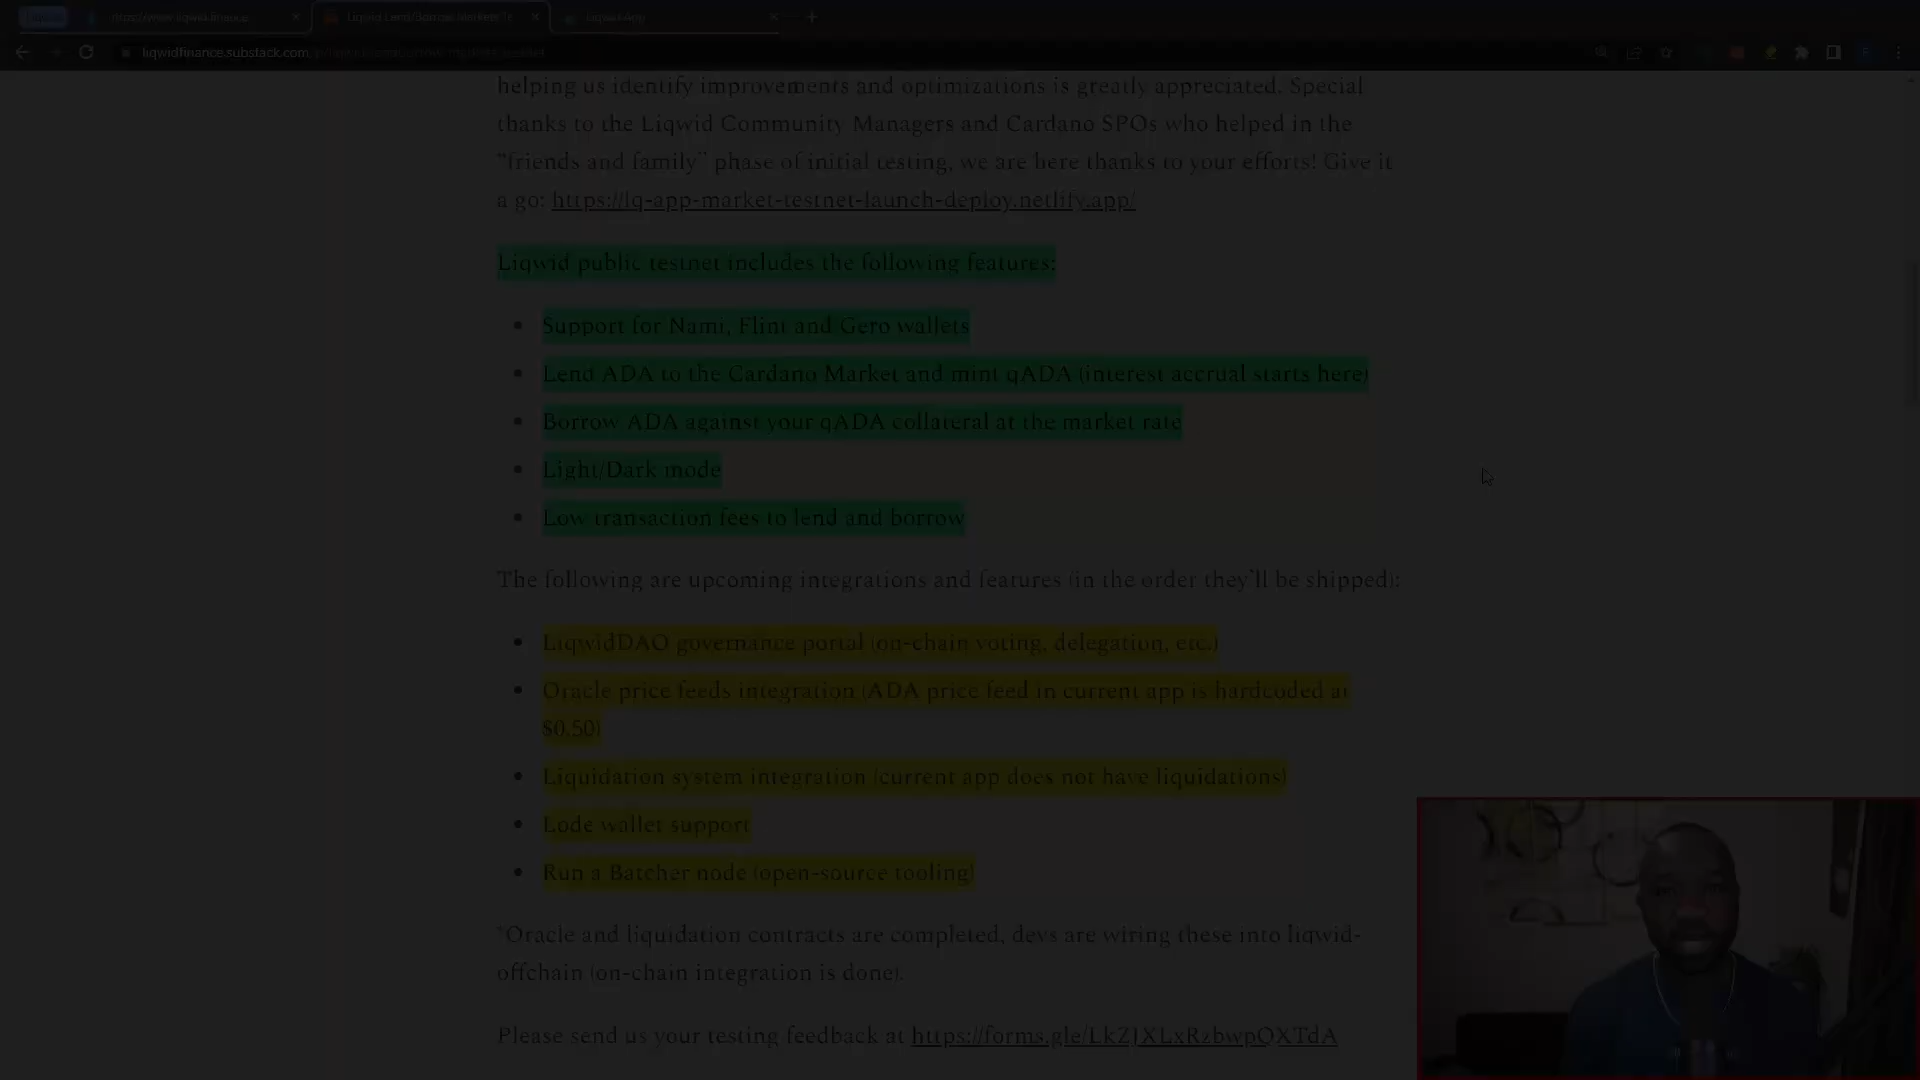 https://www.liqwid.finance
Liqwid App
liqwidfinance.substack.com
helping us identify improvements and optimizations is greatly appreciated. Special
thanks to the Liqwid Community Managers and Cardano SPOs who helped in the
"friends and family" phase of initial testing, we are here thanks to your efforts! Give it
a go: https://lq-app-market-testnet-launch-deploy.netlify.app/
Liqwid public testnet includes the following features:
• Support for Nami, Flint and Gero wallets
• Lend ADA to the Cardano Market and mint qADA (interest accrual starts here)
• Borrow ADA against your qADA collateral at the market rate
• Light/Dark mode
• Low transaction fees to lend and borrow
The following are upcoming integrations and features (in the order they'll be shipped):
• LiqwidDAO governance portal (on-chain voting, delegation, etc.)
• Oracle price feeds integration (ADA price feed in current app is hardcoded at
$0.50)
• Liquidation system integration (current app does not have liquidations)
• Lode wallet support
• Run a Batcher node (open-source tooling)
*Oracle and liquidation contracts are completed, devs are wiring these into liqwid-
offchain (on-chain integration is done).
Please send us your testing feedback at https://forms.gle/LkZJXLxRzbwpQXTdA